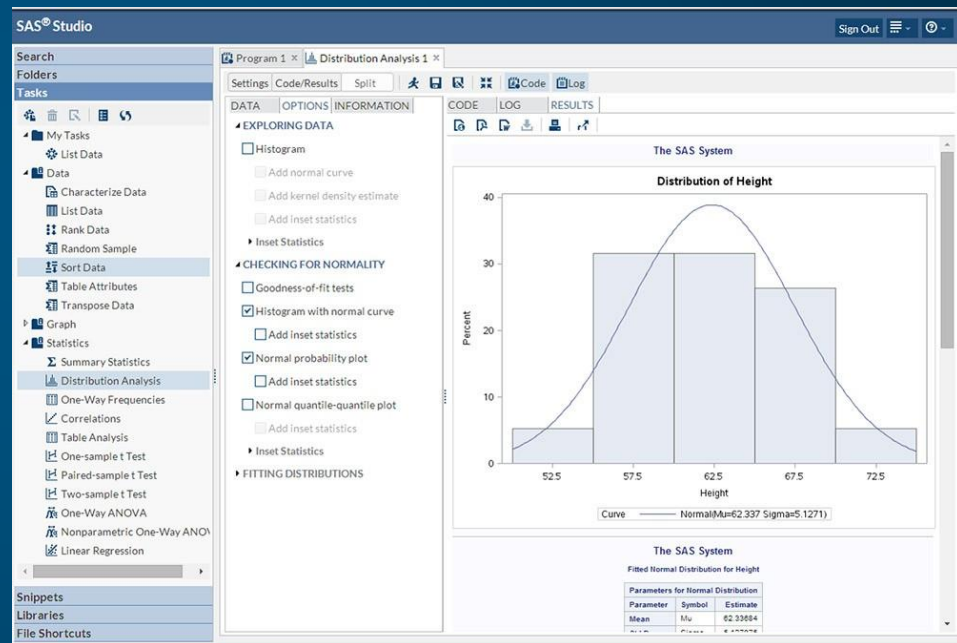 SAS® Studio
Sign Out
Search
Folders
Tasks
My Tasks
List Data
Data
Characterize Data
List Data
Rank Data
Random Sample
Sort Data
Table Attributes
Transpose Data
Graph
Statistics
Summary Statistics
Distribution Analysis
One-Way Frequencies
Correlations
Table Analysis
One-sample t Test
Paired-sample t Test
Two-sample t Test
One-Way ANOVA
Nonparametric One-Way ANOV
Linear Regression
Snippets
Libraries
File Shortcuts
Program 1 × Distribution Analysis 1 ×
Settings Code/Results Split Code Log
DATA OPTIONS INFORMATION
EXPLORING DATA
Histogram
Add normal curve
Add kernel density estimate
Add inset statistics
Inset Statistics
CHECKING FOR NORMALITY
Goodness-of-fit tests
Histogram with normal curve
Add inset statistics
Normal probability plot
Add inset statistics
Normal quantile-quantile plot
Add inset statistics
Inset Statistics
FITTING DISTRIBUTIONS
CODE LOG RESULTS
The SAS System
Distribution of Height
40
30
20
10
0
Percent
52.5 57.5 62.5 67.5 72.5
Height
Curve Normal(Mu=62.337 Sigma=5.1271)
The SAS System
Fitted Normal Distribution for Height
Parameters for Normal Distribution
Parameter Symbol Estimate
Mean Mu 62.33684